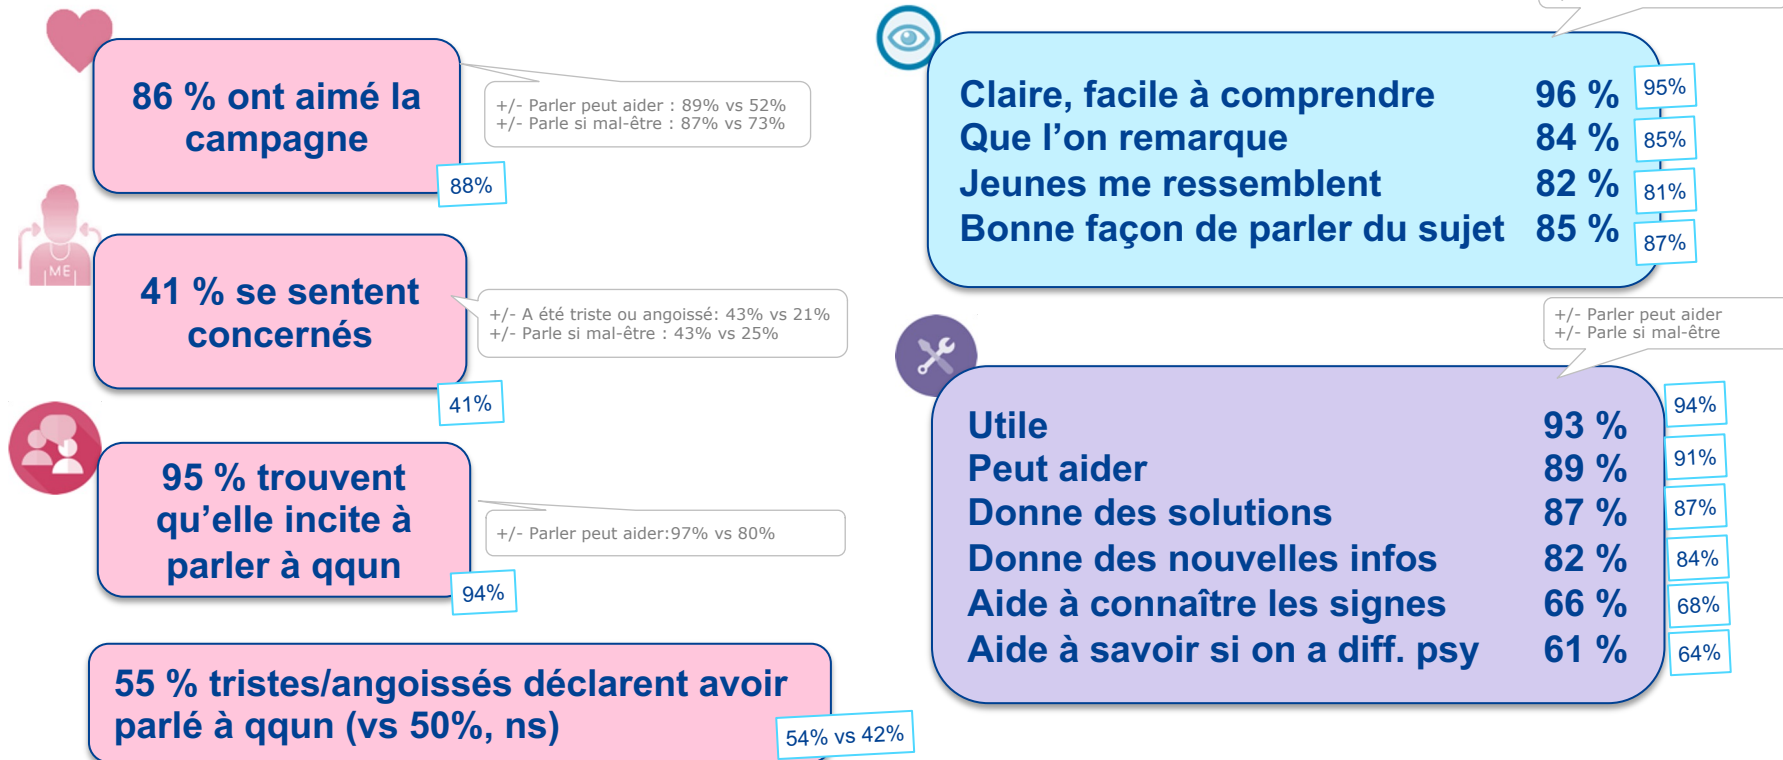 86 % ont aimé la
campagne
88%
+/- Parler peut aider : 89% vs 52%
+/- Parle si mal-être : 87% vs 73%
ME
41 % se sentent
concernés
41%
+/- A été triste ou angoissé: 43% vs 21%
+/- Parle si mal-être : 43% vs 25%
95 % trouvent
qu’elle incite à
parler à qqun
94%
+/- Parler peut aider:97% vs 80%
55 % tristes/angoissés déclarent avoir
parlé à qqun (vs 50%, ns)
54% vs 42%
Claire, facile à comprendre 96 % 95%
Que l’on remarque 84 % 85%
Jeunes me ressemblent 82 % 81%
Bonne façon de parler du sujet 85 % 87%
+/- Parler peut aider
+/- Parle si mal-être
Utile 93 % 94%
Peut aider 89 % 91%
Donne des solutions 87 % 87%
Donne des nouvelles infos 82 % 84%
Aide à connaître les signes 66 % 68%
Aide à savoir si on a diff. psy 61 % 64%